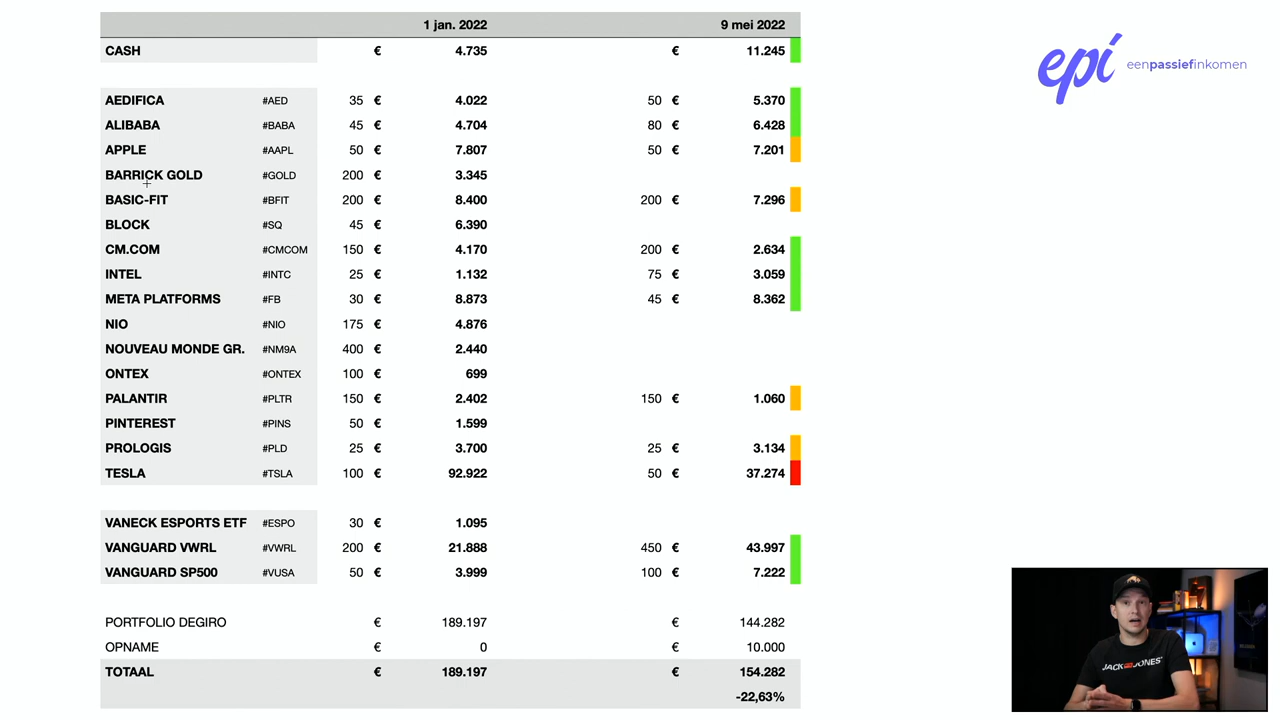 1 jan. 2022 9 mei 2022
CASH € 4.735 € 11.245
AEDIFICA #AED 35 € 4.022 50 € 5.370
ALIBABA #BABA 45 € 4.704 80 € 6.428
APPLE #AAPL 50 € 7.807 50 € 7.201
BARRICK GOLD #GOLD 200 € 3.345
BASIC-FIT #BFIT 200 € 8.400 200 € 7.296
BLOCK #SQ 45 € 6.390
CM.COM #CMCOM 150 € 4.170 200 € 2.634
INTEL #INTC 25 € 1.132 75 € 3.059
META PLATFORMS #FB 30 € 8.873 45 € 8.362
NIO #NIO 175 € 4.876
NOUVEAU MONDE GR. #NM9A 400 € 2.440
ONTEX #ONTEX 100 € 699
PALANTIR #PLTR 150 € 2.402 150 € 1.060
PINTEREST #PINS 50 € 1.599
PROLOGIS #PLD 25 € 3.700 25 € 3.134
TESLA #TSLA 100 € 92.922 50 € 37.274
VANECK ESPORTS ETF #ESPO 30 € 1.095
VANGUARD VWRL #VWRL 200 € 21.888 450 € 43.997
VANGUARD SP500 #VUSA 50 € 3.999 100 € 7.222
PORTFOLIO DEGIRO € 189.197 € 144.282
OPNAME € 0 € 10.000
TOTAAL € 189.197 € 154.282
-22,63%
epi eenpassiefinkomen
JACK JONES